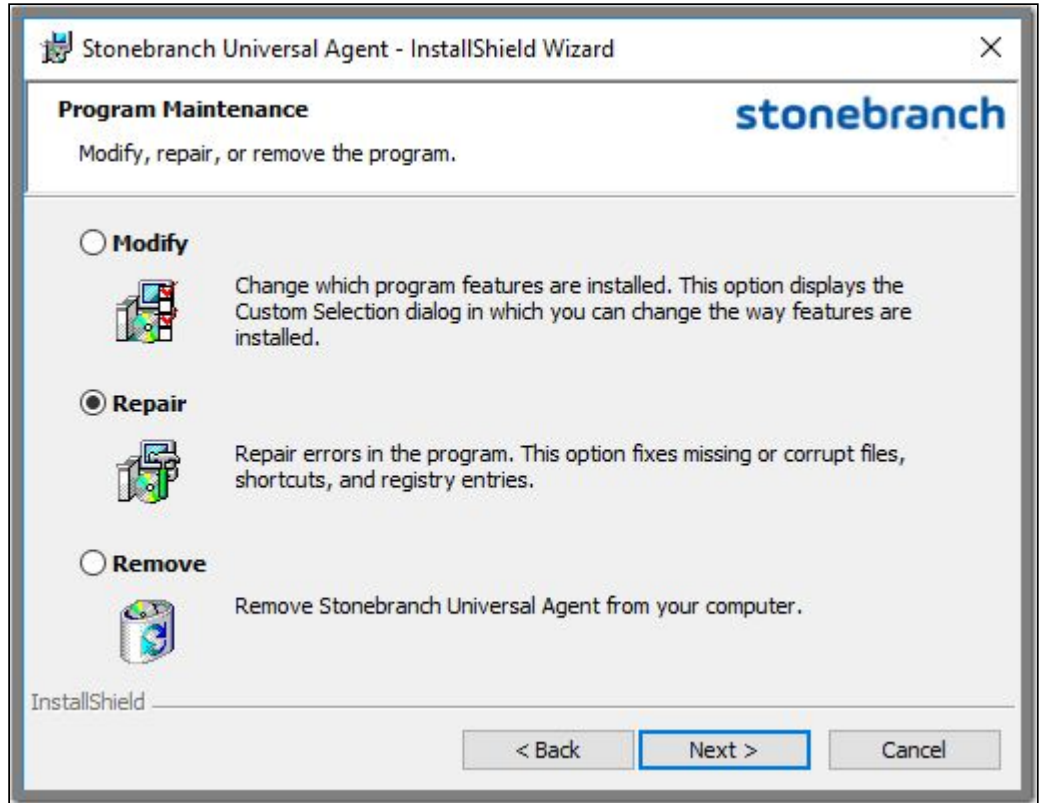 Stonebranch Universal Agent - InstallShield Wizard
Program Maintenance
stonebranch
Modify, repair, or remove the program.
Modify
Change which program features are installed. This option displays the
Custom Selection dialog in which you can change the way features are
installed.
Repair
Repair errors in the program. This option fixes missing or corrupt files,
shortcuts, and registry entries.
Remove
Remove Stonebranch Universal Agent from your computer.
InstallShield
< Back
Next >
Cancel